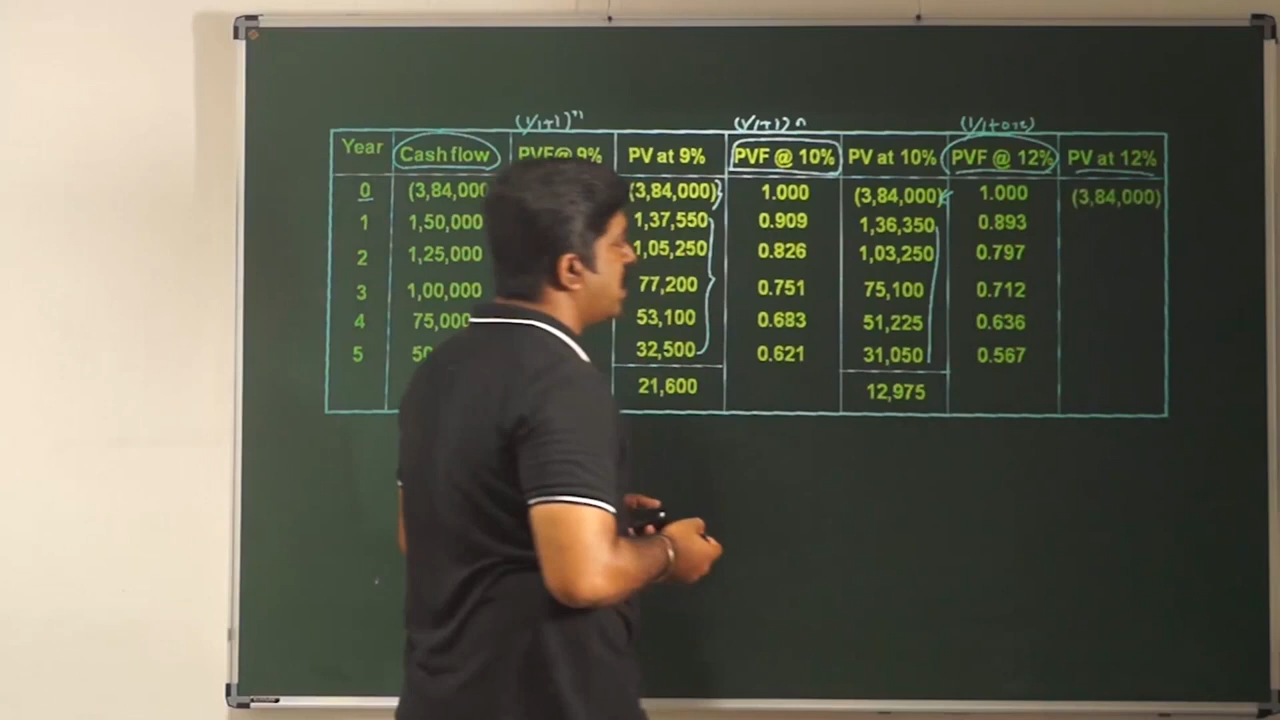 (1/1+1)ⁿ (1/1+1) n (1/1+0.12)
Year Cash flow PVF@ 9% PV at 9% PVF @ 10% PV at 10% PVF @ 12% PV at 12%
0 (3,84,000 (3,84,000) 1.000 (3,84,000) 1.000 (3,84,000)
1 1,50,000 1,37,550 0.909 1,36,350 0.893
2 1,25,000 1,05,250 0.826 1,03,250 0.797
3 1,00,000 77,200 0.751 75,100 0.712
4 75,000 53,100 0.683 51,225 0.636
5 50 32,500 0.621 31,050 0.567
21,600 12,975